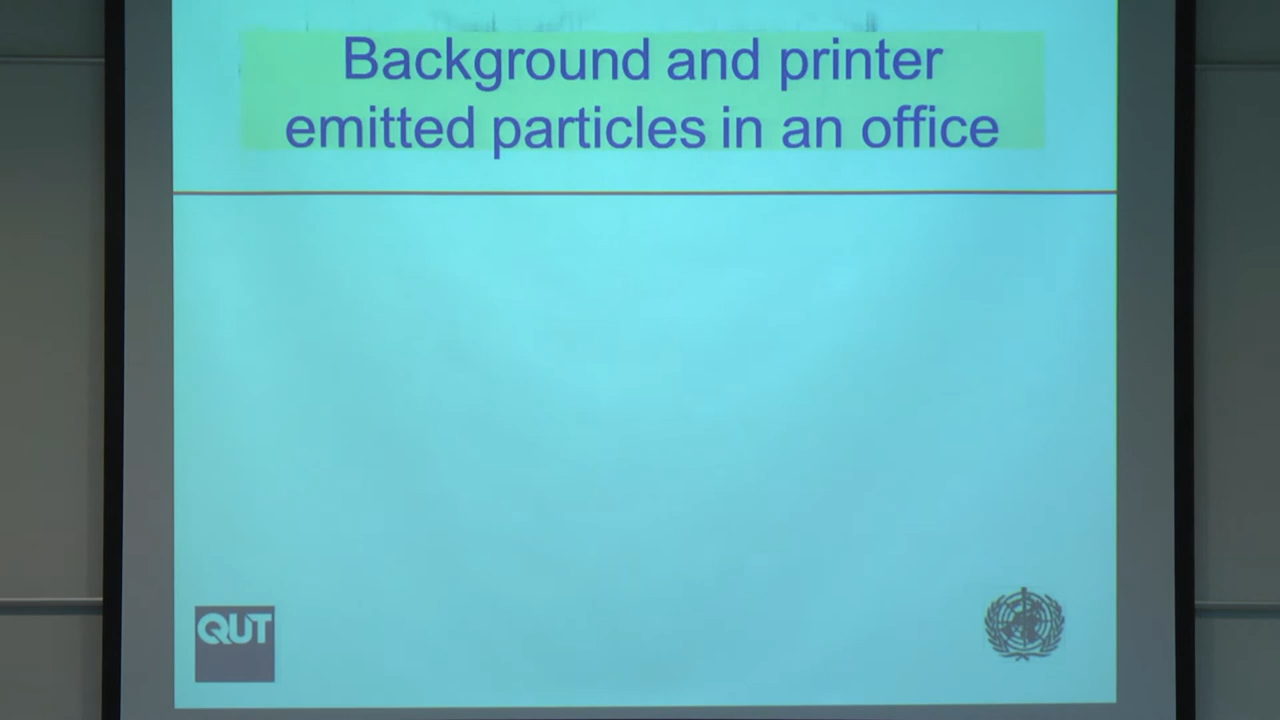 Background and printer
emitted particles in an office
QUT